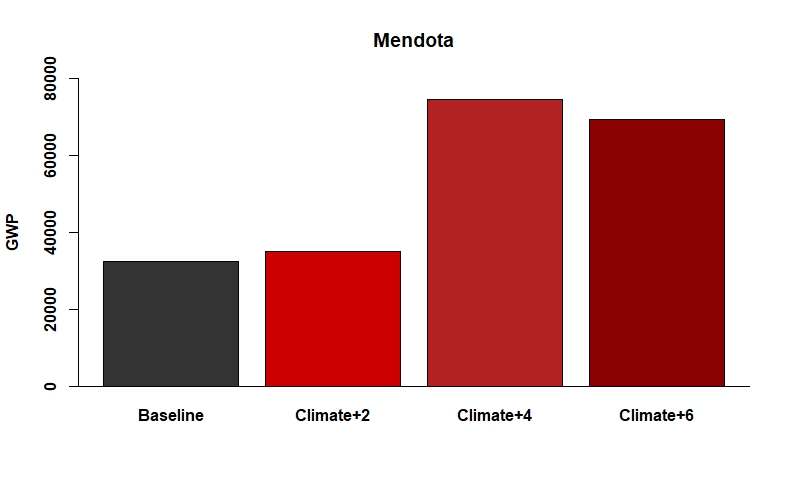 Mendota
GWP
80000
60000
40000
20000
0
Baseline
Climate+2
Climate+4
Climate+6